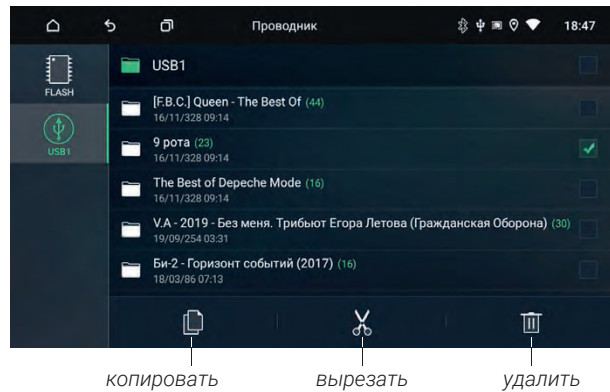 Проводник 18:47
FLASH
USB1
USB1
[F.B.C.] Queen - The Best Of (44)
16/11/328 09:14
9 рота (23)
16/11/328 09:14
The Best of Depeche Mode (16)
16/11/328 09:14
V.A - 2019 - Без меня. Трибьют Егора Летова (Гражданская Оборона) (30)
19/09/254 03:31
Би-2 - Горизонт событий (2017) (16)
18/03/86 07:13
копировать вырезать удалить